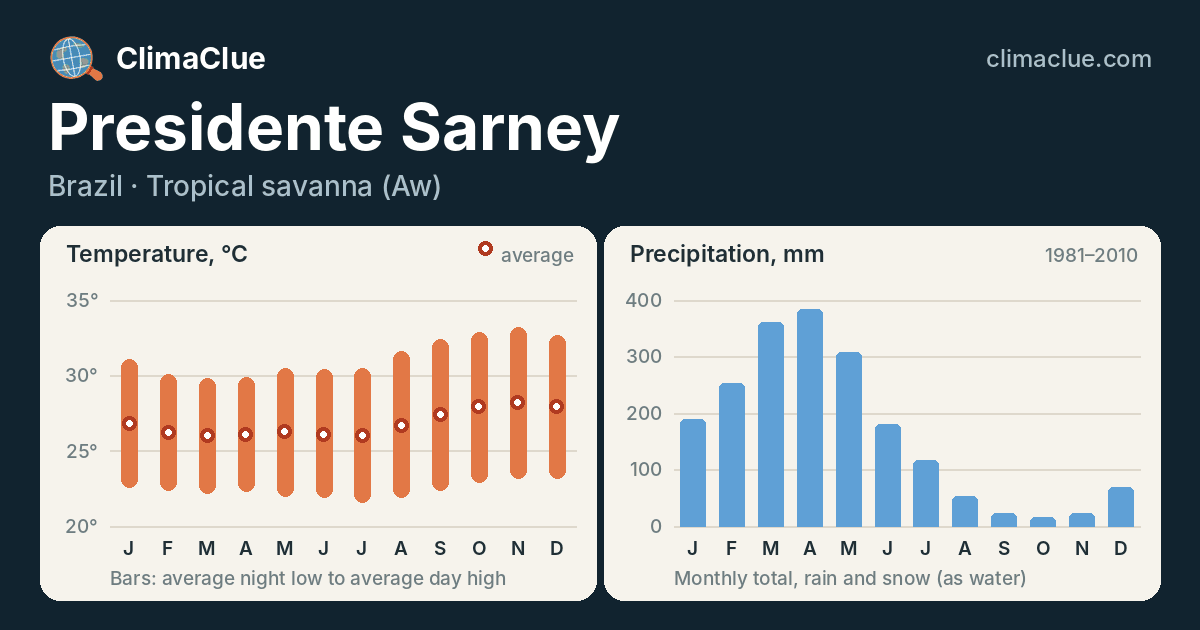 ClimaClue
climaclue.com
Presidente Sarney
Brazil · Tropical savanna (Aw)
Temperature, °C
average
35°
30°
25°
20°
J F M A M J J A S O N D
Bars: average night low to average day high
Precipitation, mm
1981–2010
400
300
200
100
0
J F M A M J J A S O N D
Monthly total, rain and snow (as water)